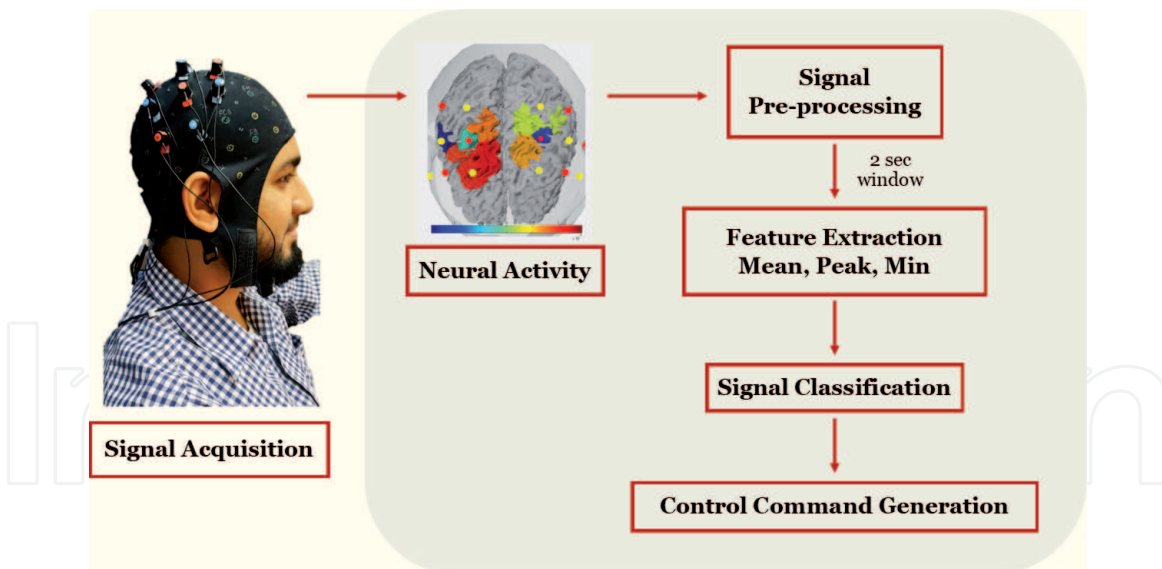 Signal Acquisition
Neural Activity
Signal
Pre-processing
2 sec
window
Feature Extraction
Mean, Peak, Min
Signal Classification
Control Command Generation